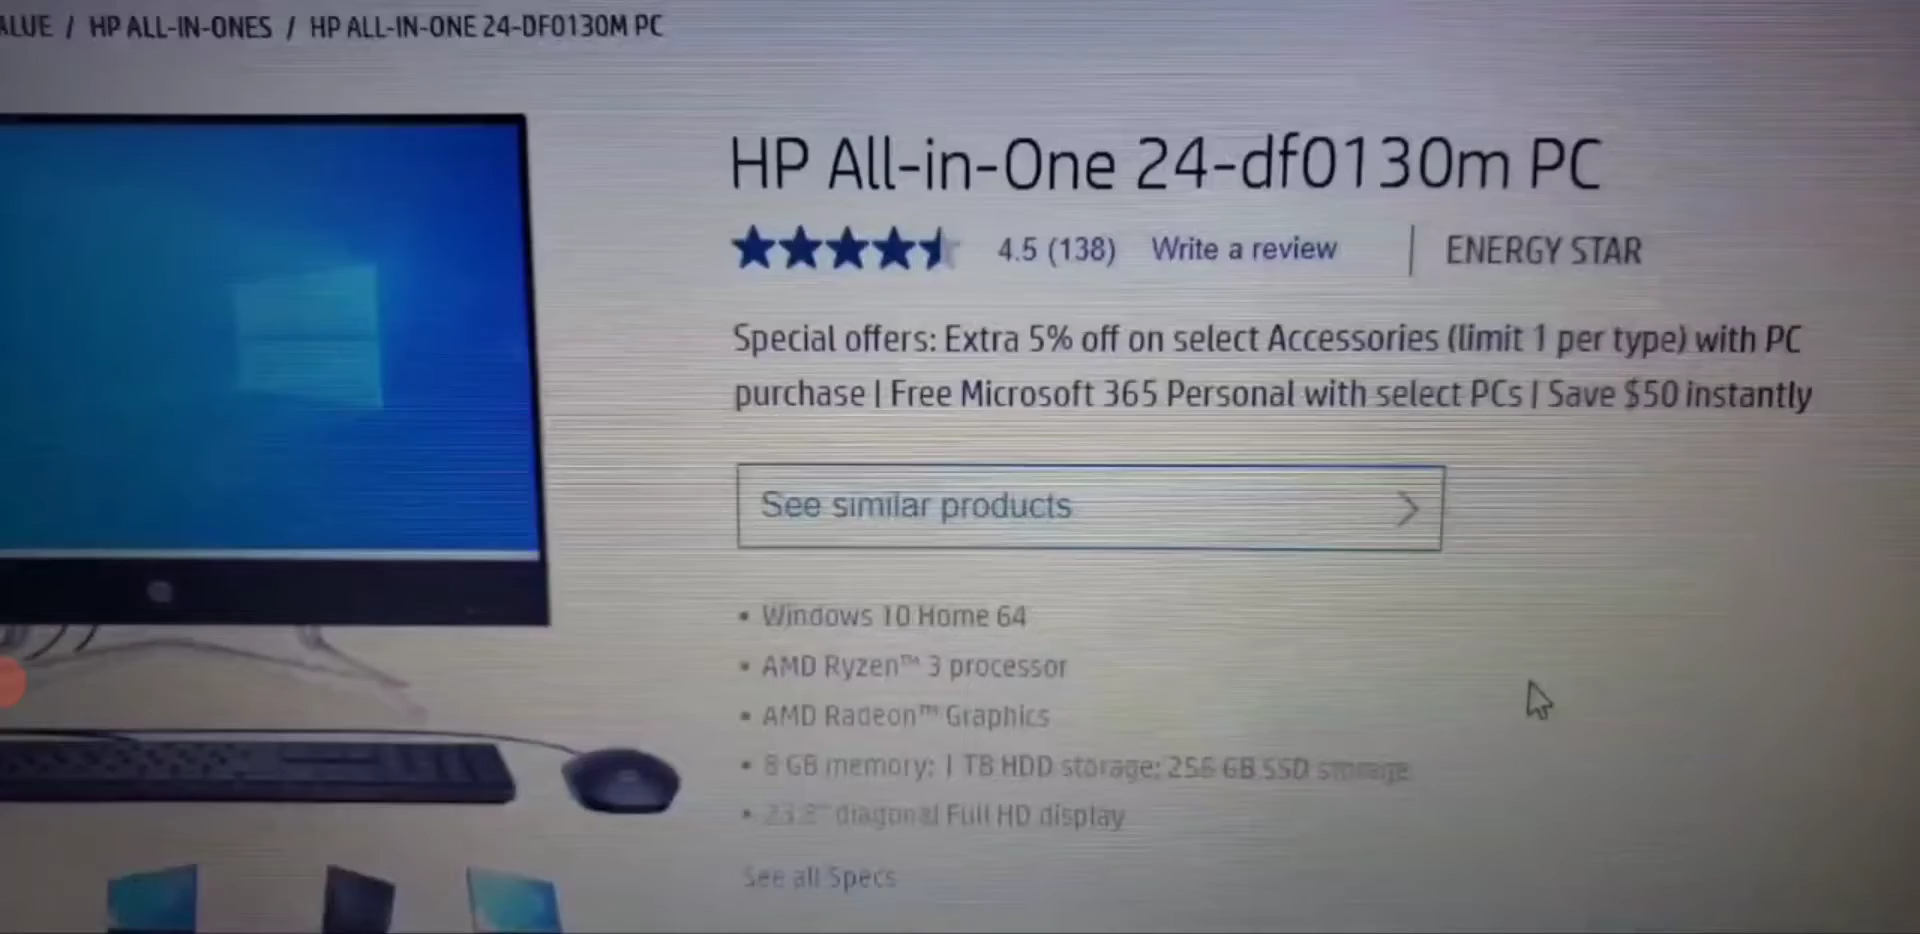 ALUE / HP ALL-IN-ONES / HP ALL-IN-ONE 24-DF0130M PC
HP All-in-One 24-df0130m PC
4.5 (138) Write a review | ENERGY STAR
Special offers: Extra 5% off on select Accessories (limit 1 per type) with PC
purchase | Free Microsoft 365 Personal with select PCs | Save $50 instantly
See similar products
• Windows 10 Home 64
• AMD Ryzen™ 3 processor
• AMD Radeon™ Graphics
• 8 GB memory; 1 TB HDD storage; 256 GB SSD storage
• 23.8" diagonal Full HD display
See all Specs